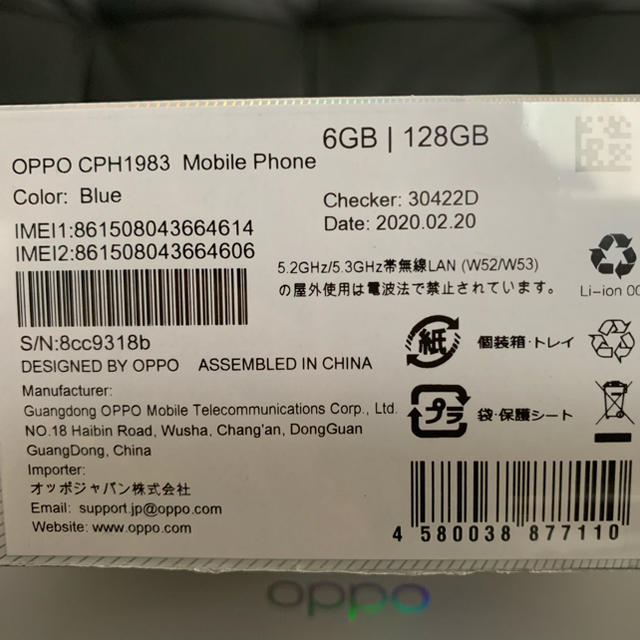 6GB | 128GB
OPPO CPH1983 Mobile Phone
Color: Blue
Checker: 30422D
Date: 2020.02.20
IMEI1:861508043664614
IMEI2:861508043664606
5.2GHz/5.3GHz帯無線LAN (W52/W53)
の屋外使用は電波法で禁止されています。
Li-ion 00
S/N:8cc9318b
DESIGNED BY OPPO ASSEMBLED IN CHINA
紙 個装箱・トレイ
プラ 袋・保護シート
Manufacturer:
Guangdong OPPO Mobile Telecommunications Corp., Ltd.
NO.18 Haibin Road, Wusha, Chang'an, DongGuan
GuangDong, China
Importer:
オッポジャパン株式会社
Email: support.jp@oppo.com
Website: www.oppo.com
4 580038 877110
oppo